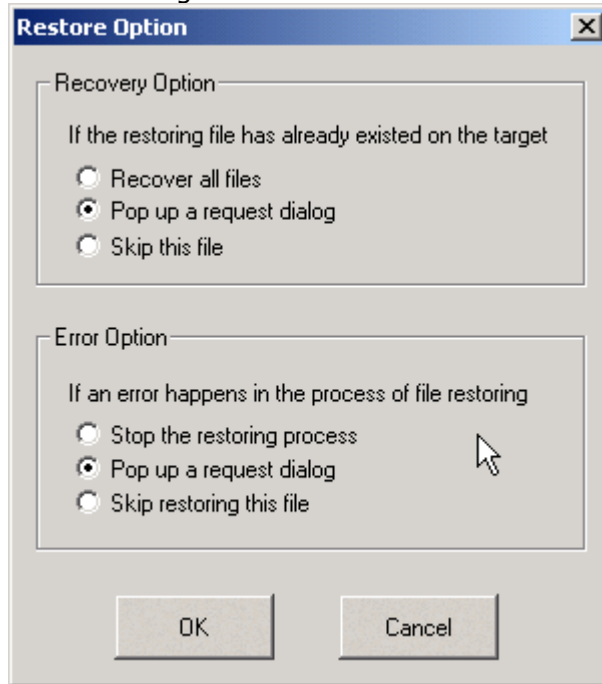 Restore Option
Recovery Option
If the restoring file has already existed on the target
Recover all files
Pop up a request dialog
Skip this file
Error Option
If an error happens in the process of file restoring
Stop the restoring process
Pop up a request dialog
Skip restoring this file
OK Cancel